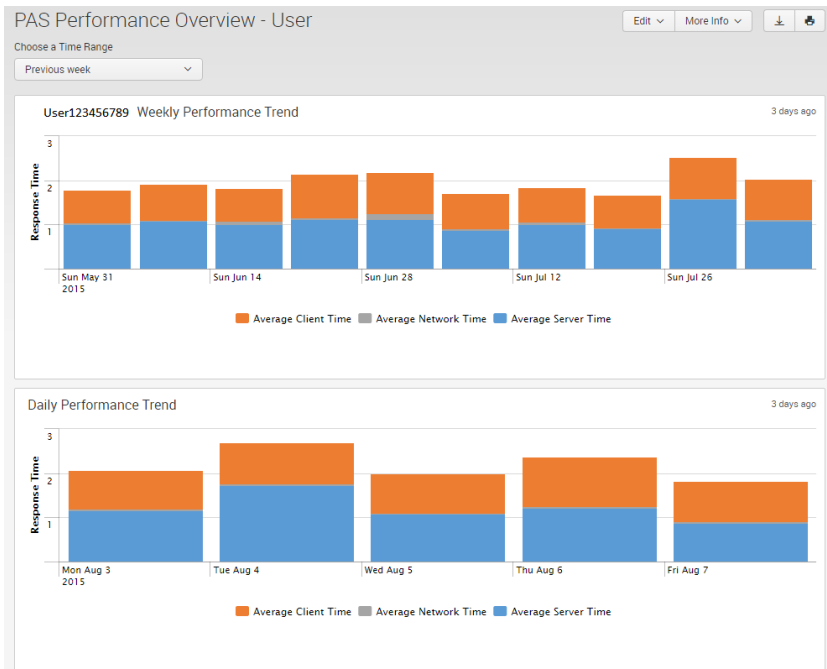 PAS Performance Overview - User
Edit
More Info
Choose a Time Range
Previous week
User123456789 Weekly Performance Trend
3 days ago
3
2
1
Response Time
Sun May 31
2015
Sun Jun 14
Sun Jun 28
Sun Jul 12
Sun Jul 26
Average Client Time
Average Network Time
Average Server Time
Daily Performance Trend
3 days ago
3
2
1
Response Time
Mon Aug 3
2015
Tue Aug 4
Wed Aug 5
Thu Aug 6
Fri Aug 7
Average Client Time
Average Network Time
Average Server Time